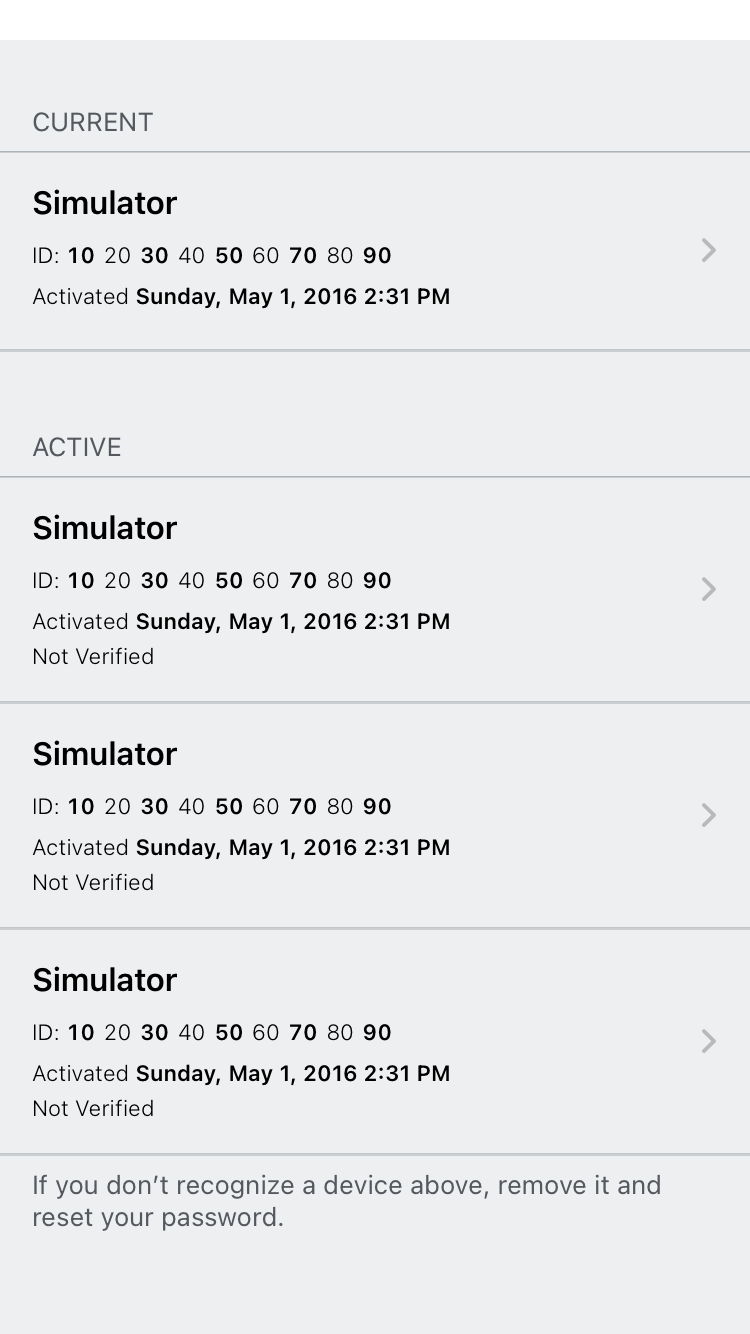 CURRENT
Simulator
ID: 10 20 30 40 50 60 70 80 90
Activated Sunday, May 1, 2016 2:31 PM
ACTIVE
Simulator
ID: 10 20 30 40 50 60 70 80 90
Activated Sunday, May 1, 2016 2:31 PM
Not Verified
Simulator
ID: 10 20 30 40 50 60 70 80 90
Activated Sunday, May 1, 2016 2:31 PM
Not Verified
Simulator
ID: 10 20 30 40 50 60 70 80 90
Activated Sunday, May 1, 2016 2:31 PM
Not Verified
If you don’t recognize a device above, remove it and
reset your password.